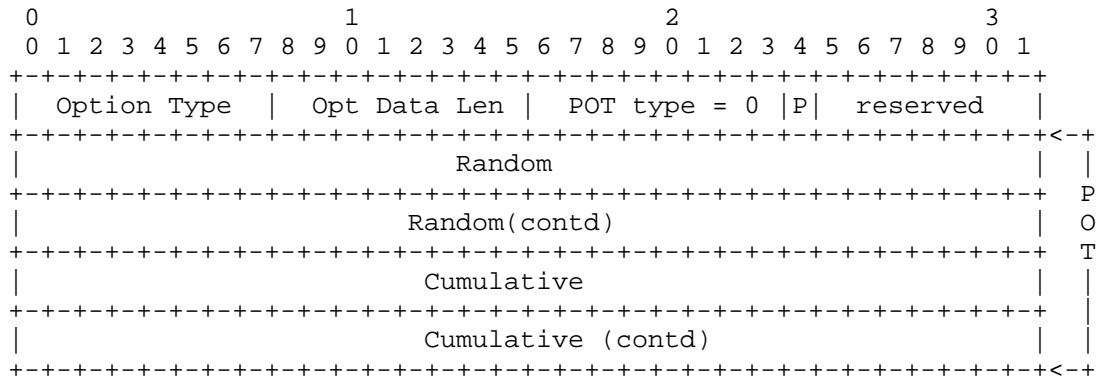 0                   1                   2                   3
 0 1 2 3 4 5 6 7 8 9 0 1 2 3 4 5 6 7 8 9 0 1 2 3 4 5 6 7 8 9 0 1
+-+-+-+-+-+-+-+-+-+-+-+-+-+-+-+-+-+-+-+-+-+-+-+-+-+-+-+-+-+-+-+-+
|  Option Type  |  Opt Data Len |  POT type = 0 |P|  reserved   |
+-+-+-+-+-+-+-+-+-+-+-+-+-+-+-+-+-+-+-+-+-+-+-+-+-+-+-+-+-+-+-+-+<-+
|                           Random                              |  |
+-+-+-+-+-+-+-+-+-+-+-+-+-+-+-+-+-+-+-+-+-+-+-+-+-+-+-+-+-+-+-+-+  P
|                        Random(contd)                          |  O
+-+-+-+-+-+-+-+-+-+-+-+-+-+-+-+-+-+-+-+-+-+-+-+-+-+-+-+-+-+-+-+-+  T
|                         Cumulative                            |  |
+-+-+-+-+-+-+-+-+-+-+-+-+-+-+-+-+-+-+-+-+-+-+-+-+-+-+-+-+-+-+-+-+  |
|                         Cumulative (contd)                    |  |
+-+-+-+-+-+-+-+-+-+-+-+-+-+-+-+-+-+-+-+-+-+-+-+-+-+-+-+-+-+-+-+-+<-+